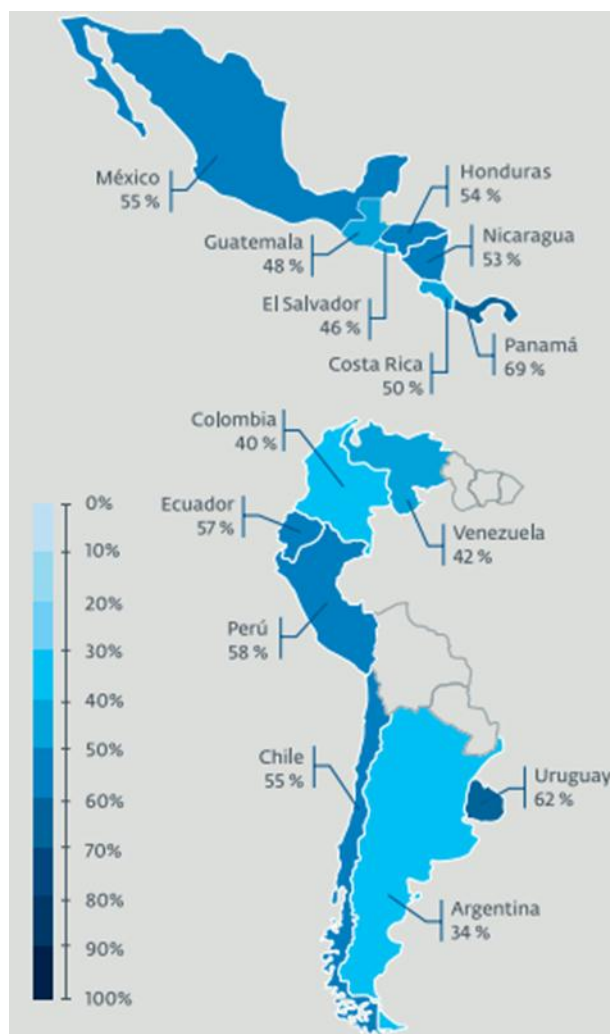 México
55 %
Honduras
54 %
Guatemala
48 %
Nicaragua
53 %
El Salvador
46 %
Costa Rica
50 %
Panamá
69 %
Colombia
40 %
Ecuador
57 %
Venezuela
42 %
Perú
58 %
Chile
55 %
Uruguay
62 %
Argentina
34 %
0%
10%
20%
30%
40%
50%
60%
70%
80%
90%
100%